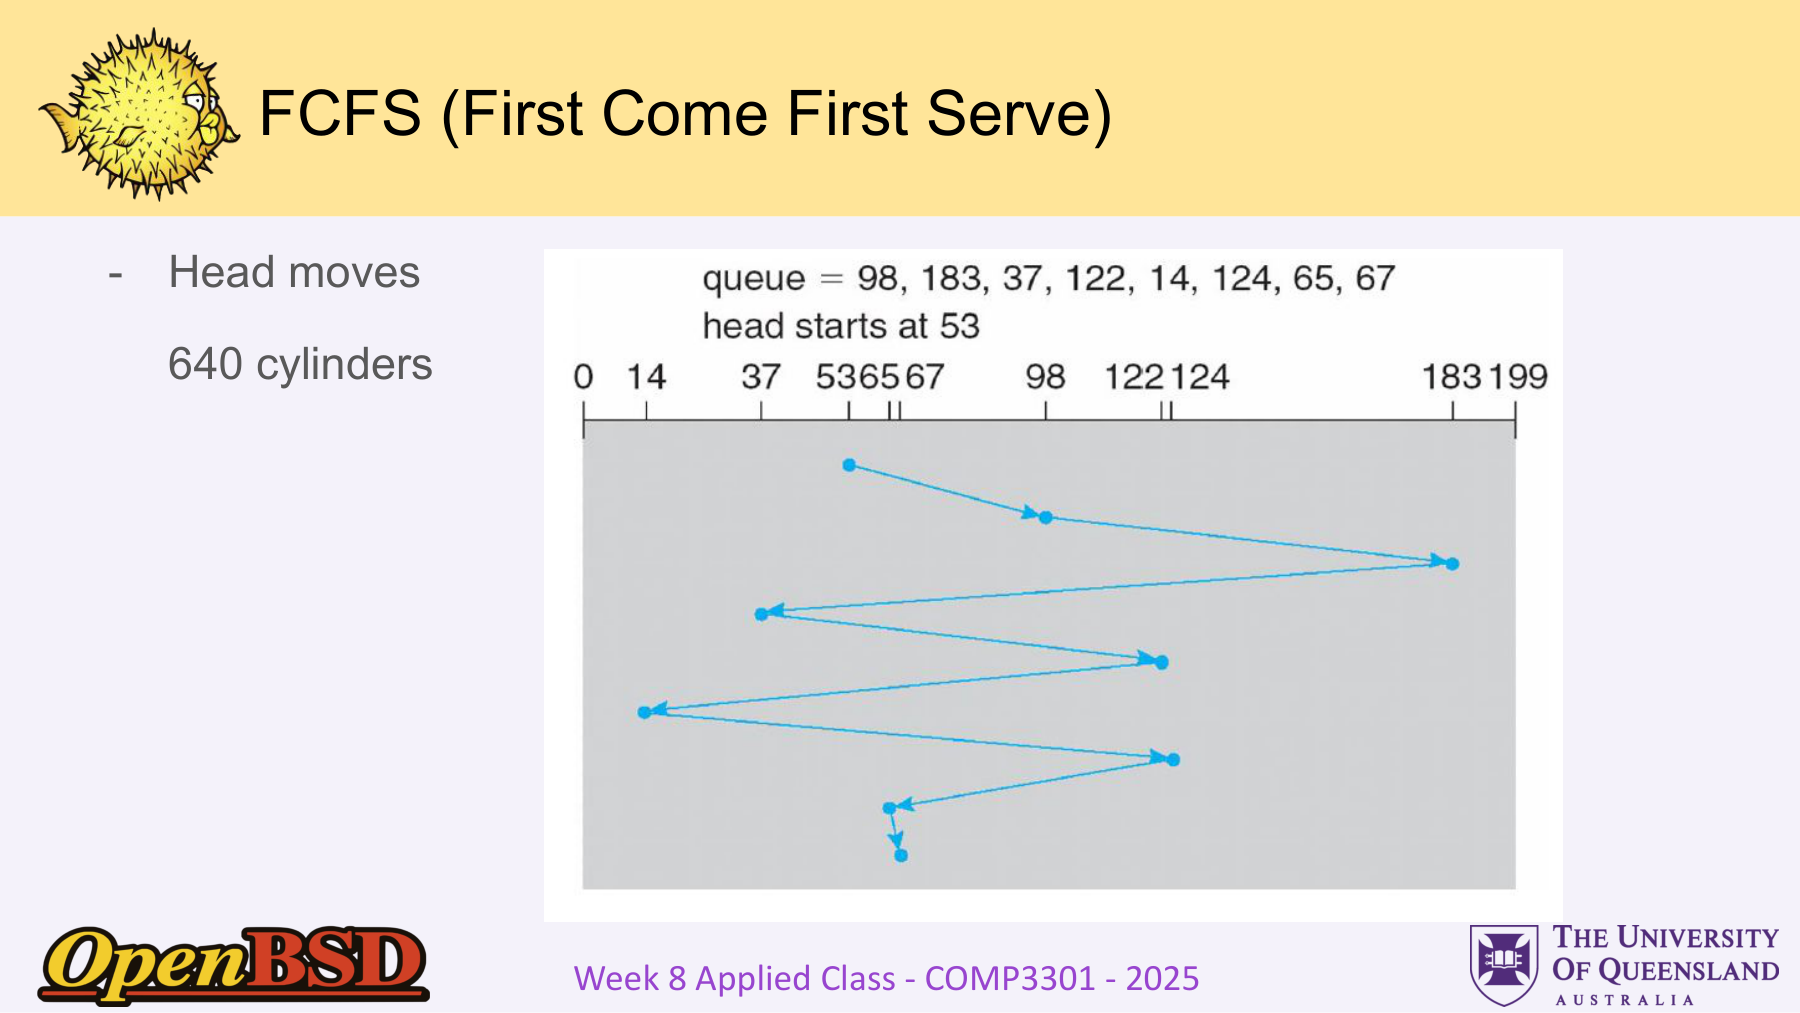 FCFS (First Come First Serve)
- Head moves
640 cylinders
queue = 98, 183, 37, 122, 14, 124, 65, 67
head starts at 53
0 14 37 53 65 67 98 122 124 183 199
OpenBSD
Week 8 Applied Class - COMP3301 - 2025
THE UNIVERSITY
OF QUEENSLAND
AUSTRALIA